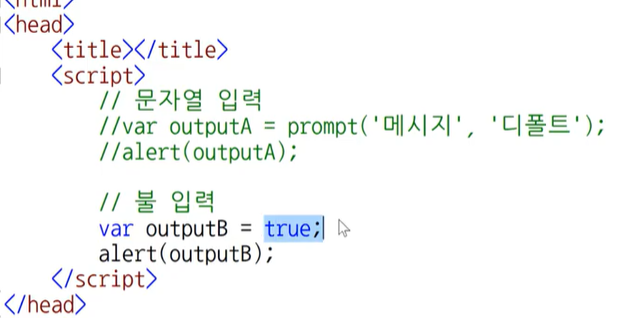 <html>
<head>
<title></title>
<script>
// 문자열 입력
//var outputA = prompt('메시지', '디폴트');
//alert(outputA);
// 불 입력
var outputB = true;
alert(outputB);
</script>
</head>